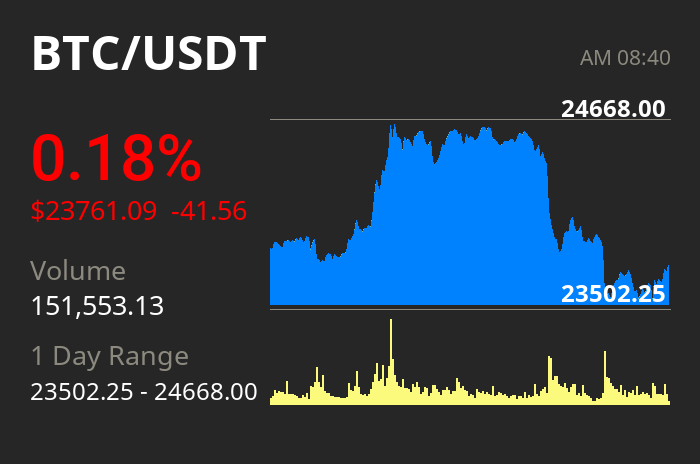 BTC/USDT
AM 08:40
24668.00
0.18%
$23761.09 -41.56
Volume
151,553.13
23502.25
1 Day Range
23502.25 - 24668.00